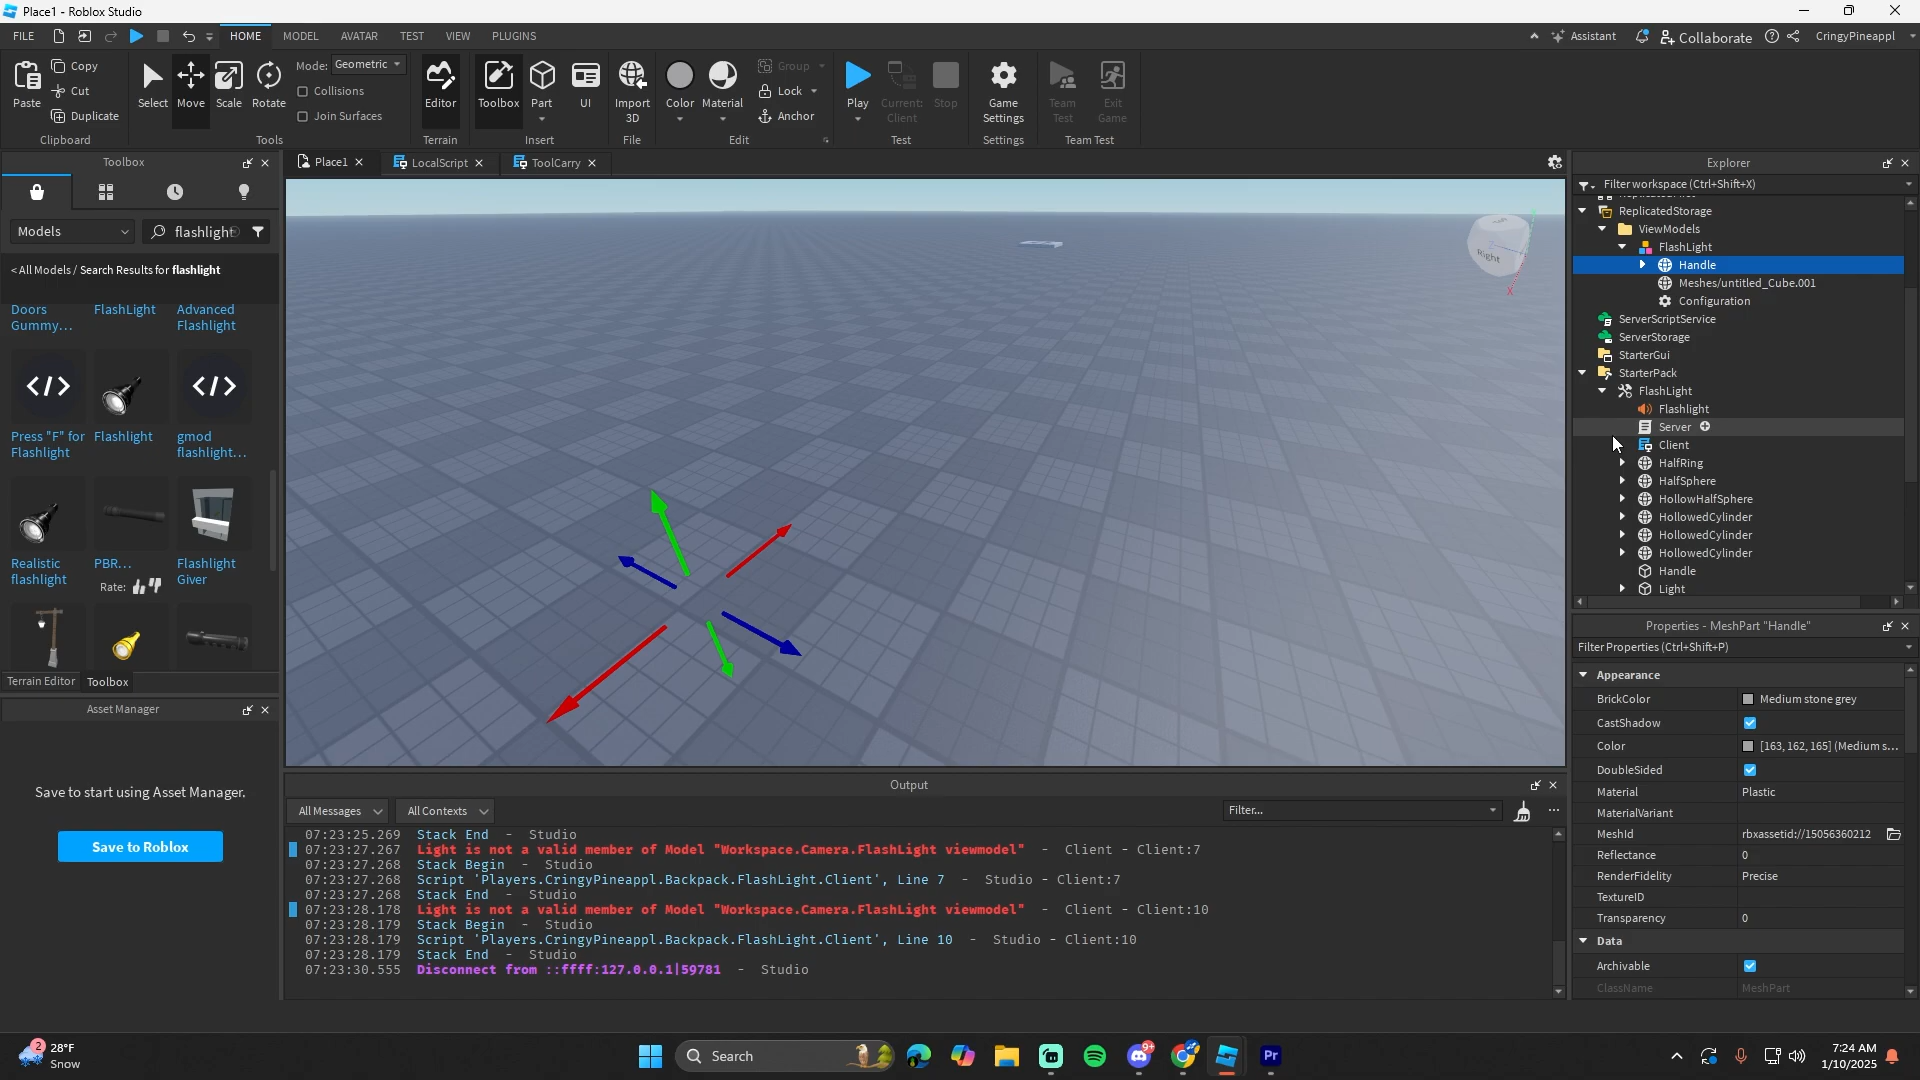 Place1 - Roblox Studio
FILE
HOME
MODEL
AVATAR
TEST
VIEW
PLUGINS
Assistant
Collaborate
CringyPineappl
Paste
Copy
Cut
Duplicate
Clipboard
Select
Move
Scale
Rotate
Mode: Geometric
Collisions
Join Surfaces
Tools
Editor
Terrain
Toolbox
Part
UI
Insert
Import
3D
File
Color
Material
Group
Lock
Anchor
Edit
Play
Current:
Client
Stop
Test
Game
Settings
Settings
Team
Test
Exit
Game
Team Test
Toolbox
Models
flashlight
< All Models / Search Results for flashlight
Doors
Gummy...
FlashLight
Advanced
Flashlight
Press "F" for
Flashlight
Flashlight
gmod
flashlight...
Realistic
flashlight
PBR...
Rate:
Flashlight
Giver
Terrain Editor
Toolbox
Asset Manager
Save to start using Asset Manager.
Save to Roblox
Place1
LocalScript
ToolCarry
Right
X
Output
All Messages
All Contexts
Filter...
07:23:25.269 Stack End - Studio
07:23:27.267 Light is not a valid member of Model "Workspace.Camera.FlashLight viewmodel" - Client - Client:7
07:23:27.268 Stack Begin - Studio
07:23:27.268 Script 'Players.CringyPineappl.Backpack.FlashLight.Client', Line 7 - Studio - Client:7
07:23:27.268 Stack End - Studio
07:23:28.178 Light is not a valid member of Model "Workspace.Camera.FlashLight viewmodel" - Client - Client:10
07:23:28.179 Stack Begin - Studio
07:23:28.179 Script 'Players.CringyPineappl.Backpack.FlashLight.Client', Line 10 - Studio - Client:10
07:23:28.179 Stack End - Studio
07:23:30.555 Disconnect from ::ffff:127.0.0.1|59781 - Studio
Explorer
Filter workspace (Ctrl+Shift+X)
ReplicatedStorage
ViewModels
FlashLight
Handle
Meshes/untitled_Cube.001
Configuration
ServerScriptService
ServerStorage
StarterGui
StarterPack
FlashLight
Flashlight
Server
Client
HalfRing
HalfSphere
HollowHalfSphere
HollowedCylinder
HollowedCylinder
HollowedCylinder
Handle
Light
Properties - MeshPart "Handle"
Filter Properties (Ctrl+Shift+P)
Appearance
BrickColor Medium stone grey
CastShadow
Color [163, 162, 165] (Medium s...
DoubleSided
Material Plastic
MaterialVariant
MeshId rbxassetid://15056360212
Reflectance 0
RenderFidelity Precise
TextureID
Transparency 0
Data
Archivable
ClassName MeshPart
2
28°F
Snow
Search
9+
Pr
7:24 AM
1/10/2025